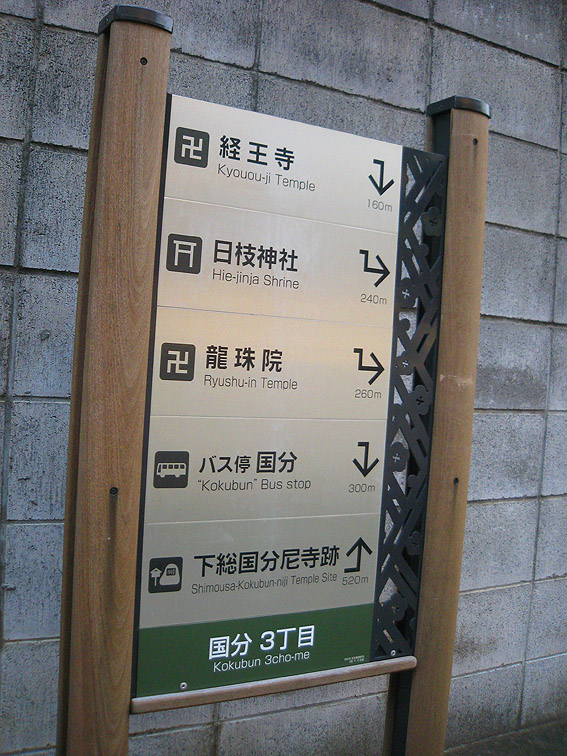 経王寺
Kyouou-ji Temple
160m
日枝神社
Hie-jinja Shrine
240m
龍珠院
Ryushu-in Temple
260m
バス停 国分
"Kokubun" Bus stop
300m
下総国分尼寺跡
Shimousa-Kokubun-niji Temple Site
520m
国分 3丁目
Kokubun 3cho-me